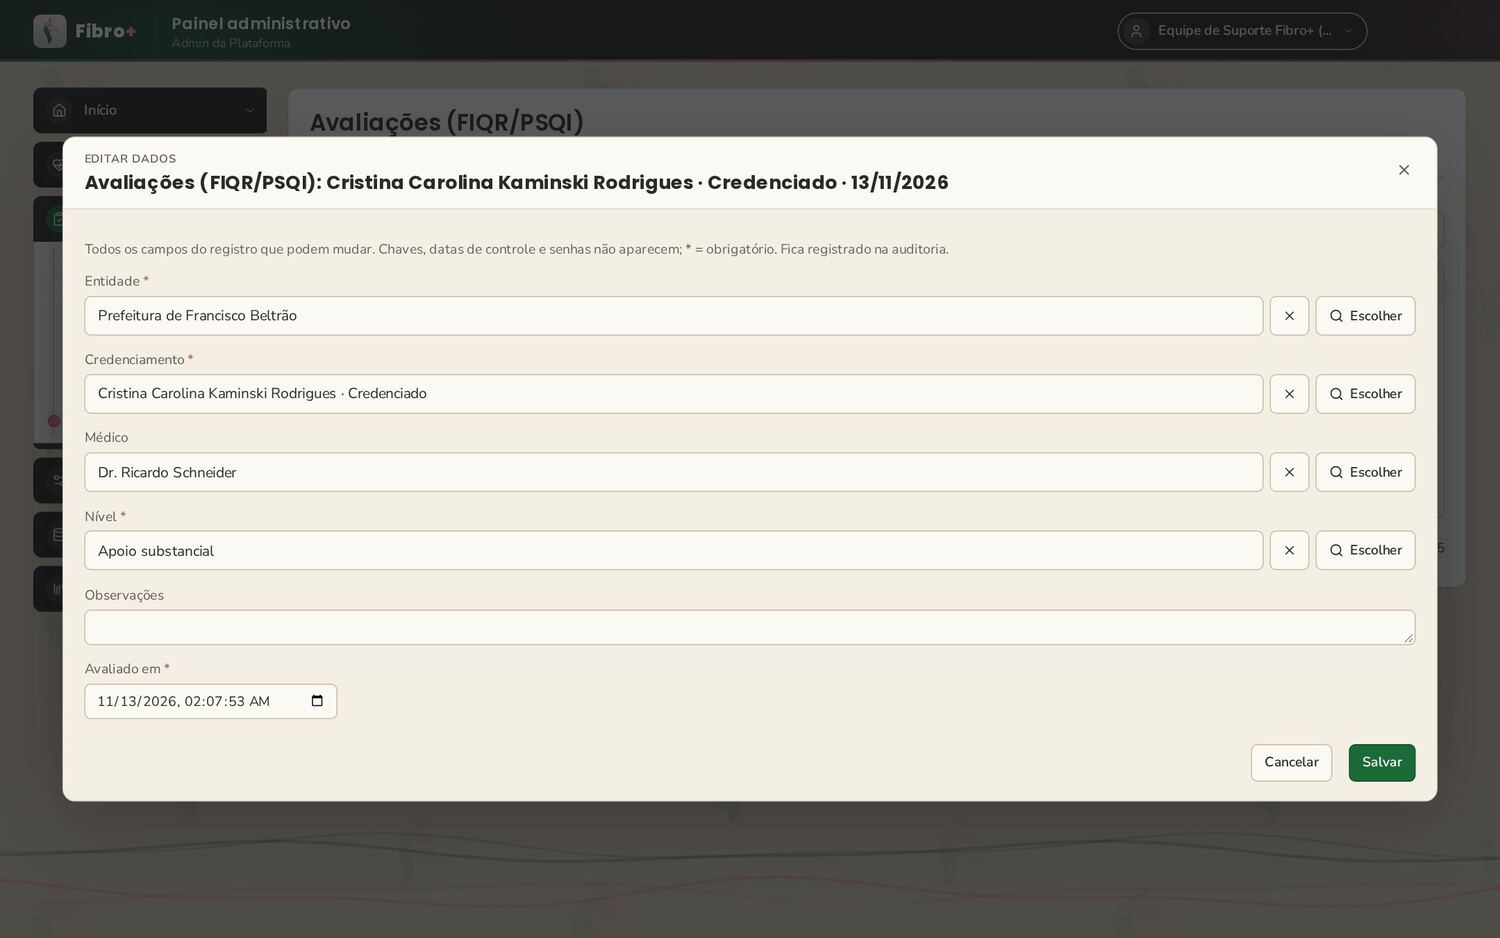 Fibro+
Painel administrativo
Admin da Plataforma
Equipe de Suporte Fibro+ (...
Início
Avaliações (FIQR/PSQI)
EDITAR DADOS
Avaliações (FIQR/PSQI): Cristina Carolina Kaminski Rodrigues · Credenciado · 13/11/2026
Todos os campos do registro que podem mudar. Chaves, datas de controle e senhas não aparecem; * = obrigatório. Fica registrado na auditoria.
Entidade *
Prefeitura de Francisco Beltrão
Escolher
Credenciamento *
Cristina Carolina Kaminski Rodrigues · Credenciado
Escolher
Médico
Dr. Ricardo Schneider
Escolher
Nível *
Apoio substancial
Escolher
5
Observações
Avaliado em *
11/13/2026, 02:07:53 AM
Cancelar
Salvar